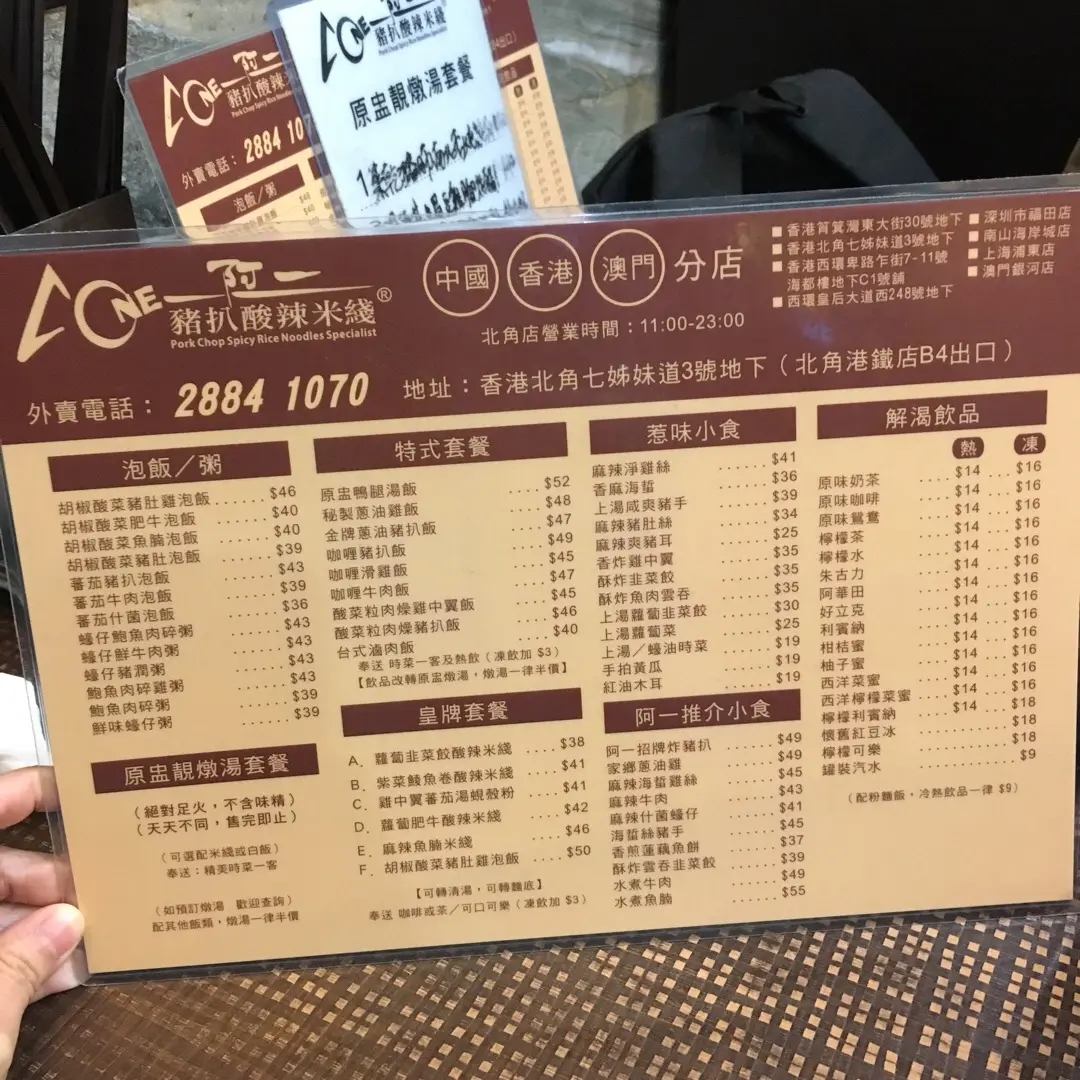 ONE 阿一
豬扒酸辣米綫
Pork Chop Spicy Rice Noodles Specialist
原盅靚燉湯套餐
外賣電話：2884 10
泡飯／粥
AONE 阿一
豬扒酸辣米綫®
Pork Chop Spicy Rice Noodles Specialist
中國 香港 澳門 分店
北角店營業時間：11:00-23:00
■ 香港筲箕灣東大街30號地下
■ 香港北角七姊妹道3號地下
■ 香港西環卑路乍街7-11號
海都樓地下C1號舖
■ 西環皇后大道西248號地下
■ 深圳市福田店
■ 南山海岸城店
■ 上海浦東店
■ 澳門銀河店
外賣電話：2884 1070
地址：香港北角七姊妹道3號地下（北角港鐵店B4出口）
泡飯／粥
胡椒酸菜豬肚雞泡飯 $46
胡椒酸菜肥牛泡飯 $40
胡椒酸菜魚腩泡飯 $40
胡椒酸菜豬肚泡飯 $39
蕃茄豬扒泡飯 $43
蕃茄牛肉泡飯 $39
蕃茄什菌泡飯 $36
蠔仔鮑魚肉碎粥 $43
蠔仔鮮牛肉粥 $43
蠔仔豬潤粥 $43
鮑魚肉碎雞粥 $43
鮑魚肉碎粥 $39
鮮味蠔仔粥 $39
原盅靚燉湯套餐
（絕對足火，不含味精）
（天天不同，售完即止）
（可選配米綫或白飯）
奉送：精美時菜一客
（如預訂燉湯 歡迎查詢）
配其他飯類，燉湯一律半價
特式套餐
原盅鴨腿湯飯 $52
秘製蔥油雞飯 $48
金牌蔥油豬扒飯 $47
咖喱豬扒飯 $49
咖喱滑雞飯 $45
咖喱牛肉飯 $47
酸菜粒肉燥雞中翼飯 $45
酸菜粒肉燥豬扒飯 $46
台式滷肉飯 $40
奉送 時菜一客及熱飲（凍飲加 $3）
【飲品改轉原盅燉湯，燉湯一律半價】
皇牌套餐
A. 蘿蔔韭菜餃酸辣米綫 $38
B. 紫菜鯪魚卷酸辣米綫 $41
C. 雞中翼蕃茄湯蜆殼粉 $41
D. 蘿蔔肥牛酸辣米綫 $42
E. 麻辣魚腩米綫 $46
F. 胡椒酸菜豬肚雞泡飯 $50
【可轉清湯，可轉麵底】
奉送 咖啡或茶／可口可樂（凍飲加 $3）
惹味小食
麻辣淨雞絲 $41
香麻海蜇 $36
上湯咸爽豬手 $39
麻辣豬肚絲 $34
麻辣爽豬耳 $25
香炸雞中翼 $35
酥炸韭菜餃 $35
酥炸魚肉雲吞 $35
上湯蘿蔔韭菜餃 $30
上湯蘿蔔菜 $25
上湯／蠔油時菜 $19
手拍黃瓜 $19
紅油木耳 $19
阿一推介小食
阿一招牌炸豬扒 $49
家鄉蔥油雞 $49
麻辣海蜇雞絲 $45
麻辣牛肉 $43
麻辣什菌蠔仔 $41
海蜇絲豬手 $45
香煎蓮藕魚餅 $37
酥炸雲吞韭菜餃 $39
水煮牛肉 $49
水煮魚腩 $55
解渴飲品
熱 凍
原味奶茶 $14 $16
原味咖啡 $14 $16
原味鴛鴦 $14 $16
檸檬茶 $14 $16
檸檬水 $14 $16
朱古力 $14 $16
阿華田 $14 $16
好立克 $14 $16
利賓納 $14 $16
柑桔蜜 $14 $16
柚子蜜 $14 $16
西洋菜蜜 $14 $16
西洋檸檬菜蜜 $14 $16
檸檬利賓納 $14 $18
懷舊紅豆冰 $18
檸檬可樂 $18
罐裝汽水 $9
（配粉麵飯，冷熱飲品一律 $9）